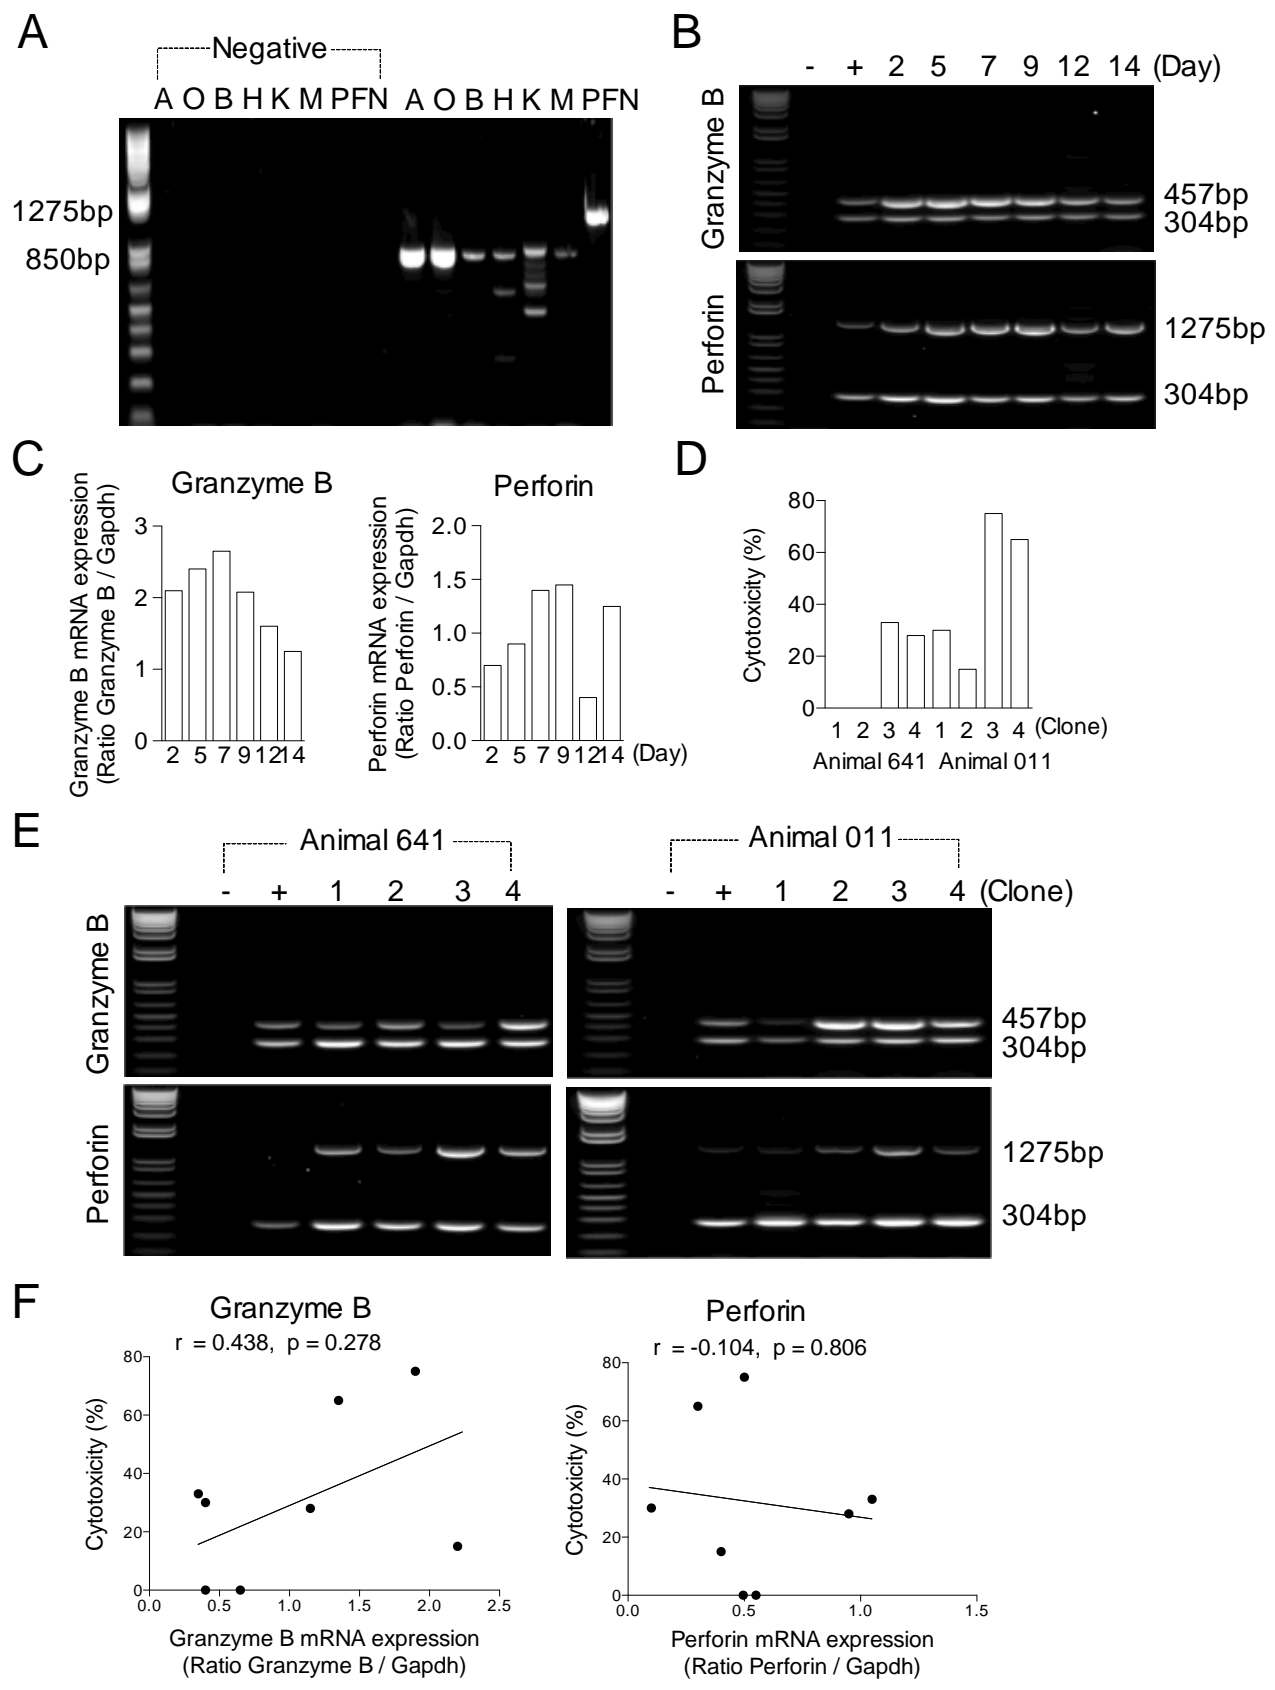 A
Negative
A O B H K M PFN A O B H K M PFN
1275bp
850bp
B
- + 2 5 7 9 12 14 (Day)
Granzyme B
457bp
304bp
Perforin
1275bp
304bp
C
Granzyme B
Granzyme B mRNA expression
(Ratio Granzyme B / Gapdh)
3
2
1
0
2 5 7 9 12 14
Perforin
Perforin mRNA expression
(Ratio Perforin / Gapdh)
2.0
1.5
1.0
0.5
0.0
2 5 7 9 12 14 (Day)
D
Cytotoxicity (%)
80
60
40
20
0
1 2 3 4 1 2 3 4 (Clone)
Animal 641 Animal 011
E
Animal 641 Animal 011
- + 1 2 3 4 - + 1 2 3 4 (Clone)
Granzyme B
457bp
304bp
Perforin
1275bp
304bp
F
Granzyme B
r = 0.438, p = 0.278
Cytotoxicity (%)
80
60
40
20
0
0.0 0.5 1.0 1.5 2.0 2.5
Granzyme B mRNA expression
(Ratio Granzyme B / Gapdh)
Perforin
r = -0.104, p = 0.806
Cytotoxicity (%)
80
60
40
20
0
0.0 0.5 1.0 1.5
Perforin mRNA expression
(Ratio Perforin / Gapdh)